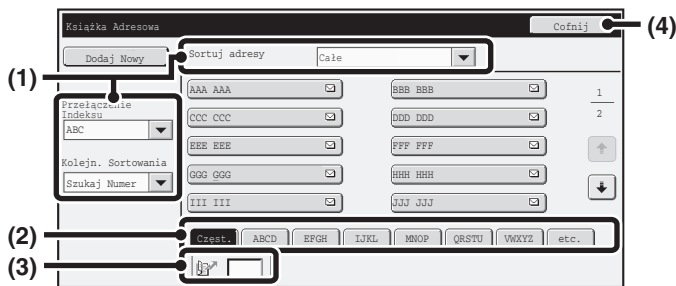 Książka Adresowa
Cofnij
(4)
Dodaj Nowy
Sortuj adresy
Całe
(1)
Przełączenie
Indeksu
ABC
Kolejn. Sortowania
Szukaj Numer
AAA AAA
BBB BBB
CCC CCC
DDD DDD
EEE EEE
FFF FFF
GGG GGG
HHH HHH
III III
JJJ JJJ
1
2
(2)
Częst.
ABCD
EFGH
IJKL
MNOP
QRSTU
VWXYZ
etc.
(3)